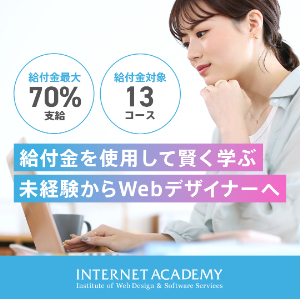 給付金最大
70%
支給
給付金対象
13
コース
給付金を使用して賢く学ぶ
未経験からWebデザイナーへ
INTERNET ACADEMY
Institute of Web Design & Software Services